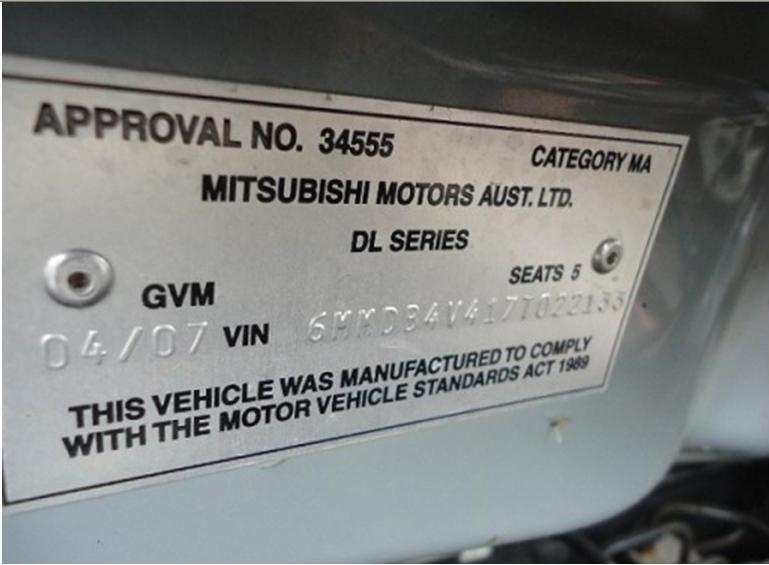 APPROVAL NO. 34555
CATEGORY MA
MITSUBISHI MOTORS AUST. LTD.
DL SERIES
SEATS 5
GVM
04/07 VIN 6MMDB4V417T022133
THIS VEHICLE WAS MANUFACTURED TO COMPLY
WITH THE MOTOR VEHICLE STANDARDS ACT 1989